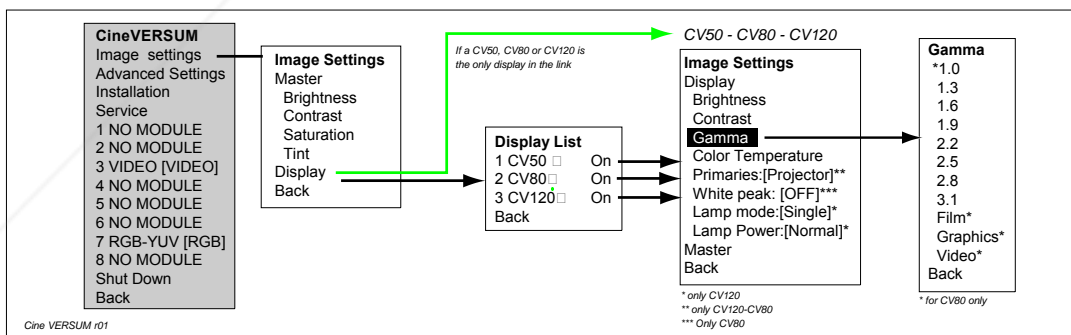 CineVERSUM
Image settings
Advanced Settings
Installation
Service
1 NO MODULE
2 NO MODULE
3 VIDEO [VIDEO]
4 NO MODULE
5 NO MODULE
6 NO MODULE
7 RGB-YUV [RGB]
8 NO MODULE
Shut Down
Back
Image Settings
Master
Brightness
Contrast
Saturation
Tint
Display
Back
If a CV50, CV80 or CV120 is
the only display in the link
Display List
1 CV50 □ On
2 CV80 □ On
3 CV120 □ On
Back
CV50 - CV80 - CV120
Image Settings
Display
Brightness
Contrast
Gamma
Color Temperature
Primaries:[Projector]**
White peak: [OFF]***
Lamp mode:[Single]*
Lamp Power:[Normal]*
Master
Back
* only CV120
** only CV120-CV80
*** Only CV80
Gamma
*1.0
1.3
1.6
1.9
2.2
2.5
2.8
3.1
Film*
Graphics*
Video*
Back
* for CV80 only
Cine VERSUM r01